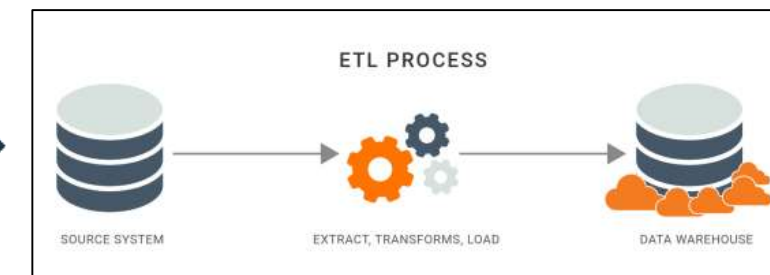 ETL PROCESS
SOURCE SYSTEM
EXTRACT, TRANSFORMS, LOAD
DATA WAREHOUSE